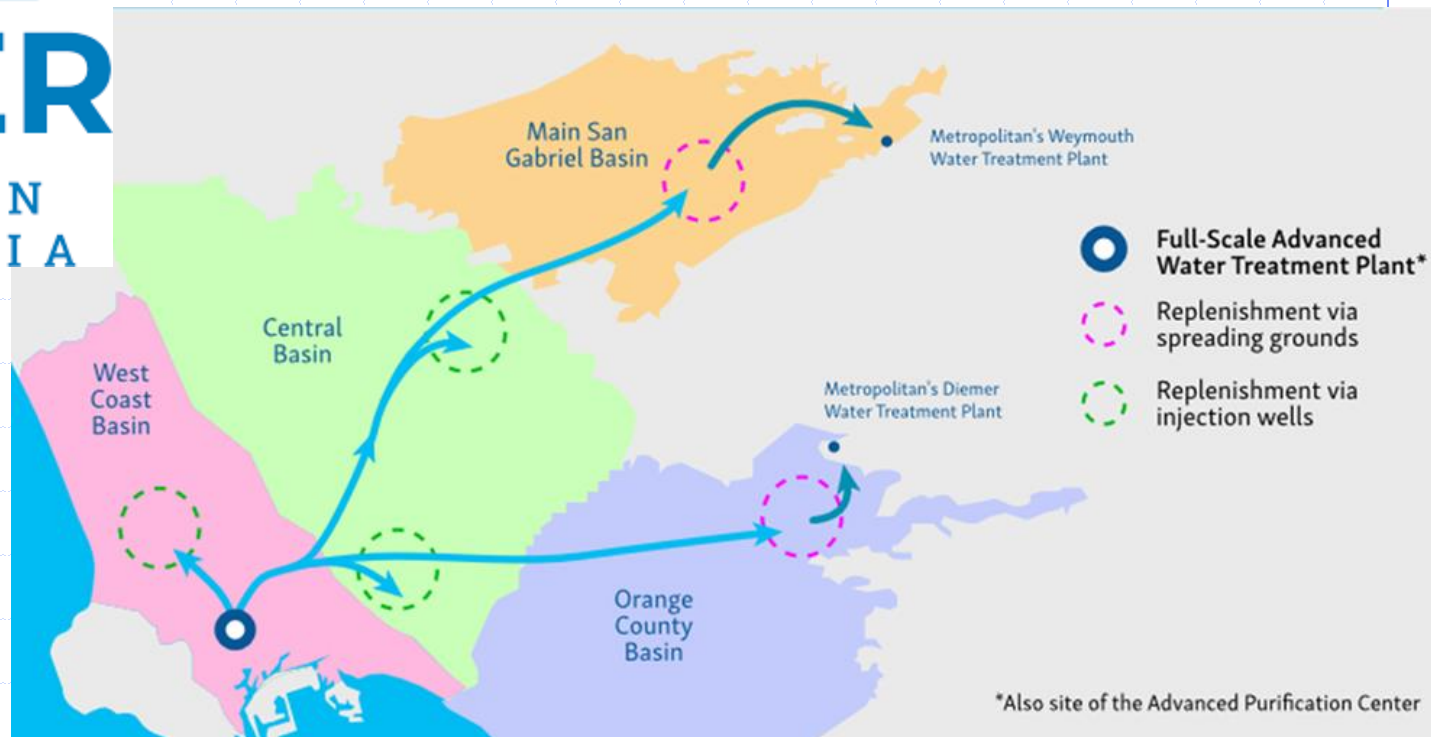 ER
N
I A
Main San
Gabriel Basin
Metropolitan's Weymouth
Water Treatment Plant
Full-Scale Advanced
Water Treatment Plant*
Replenishment via
spreading grounds
Replenishment via
injection wells
Central
Basin
West
Coast
Basin
Metropolitan's Diemer
Water Treatment Plant
Orange
County
Basin
*Also site of the Advanced Purification Center